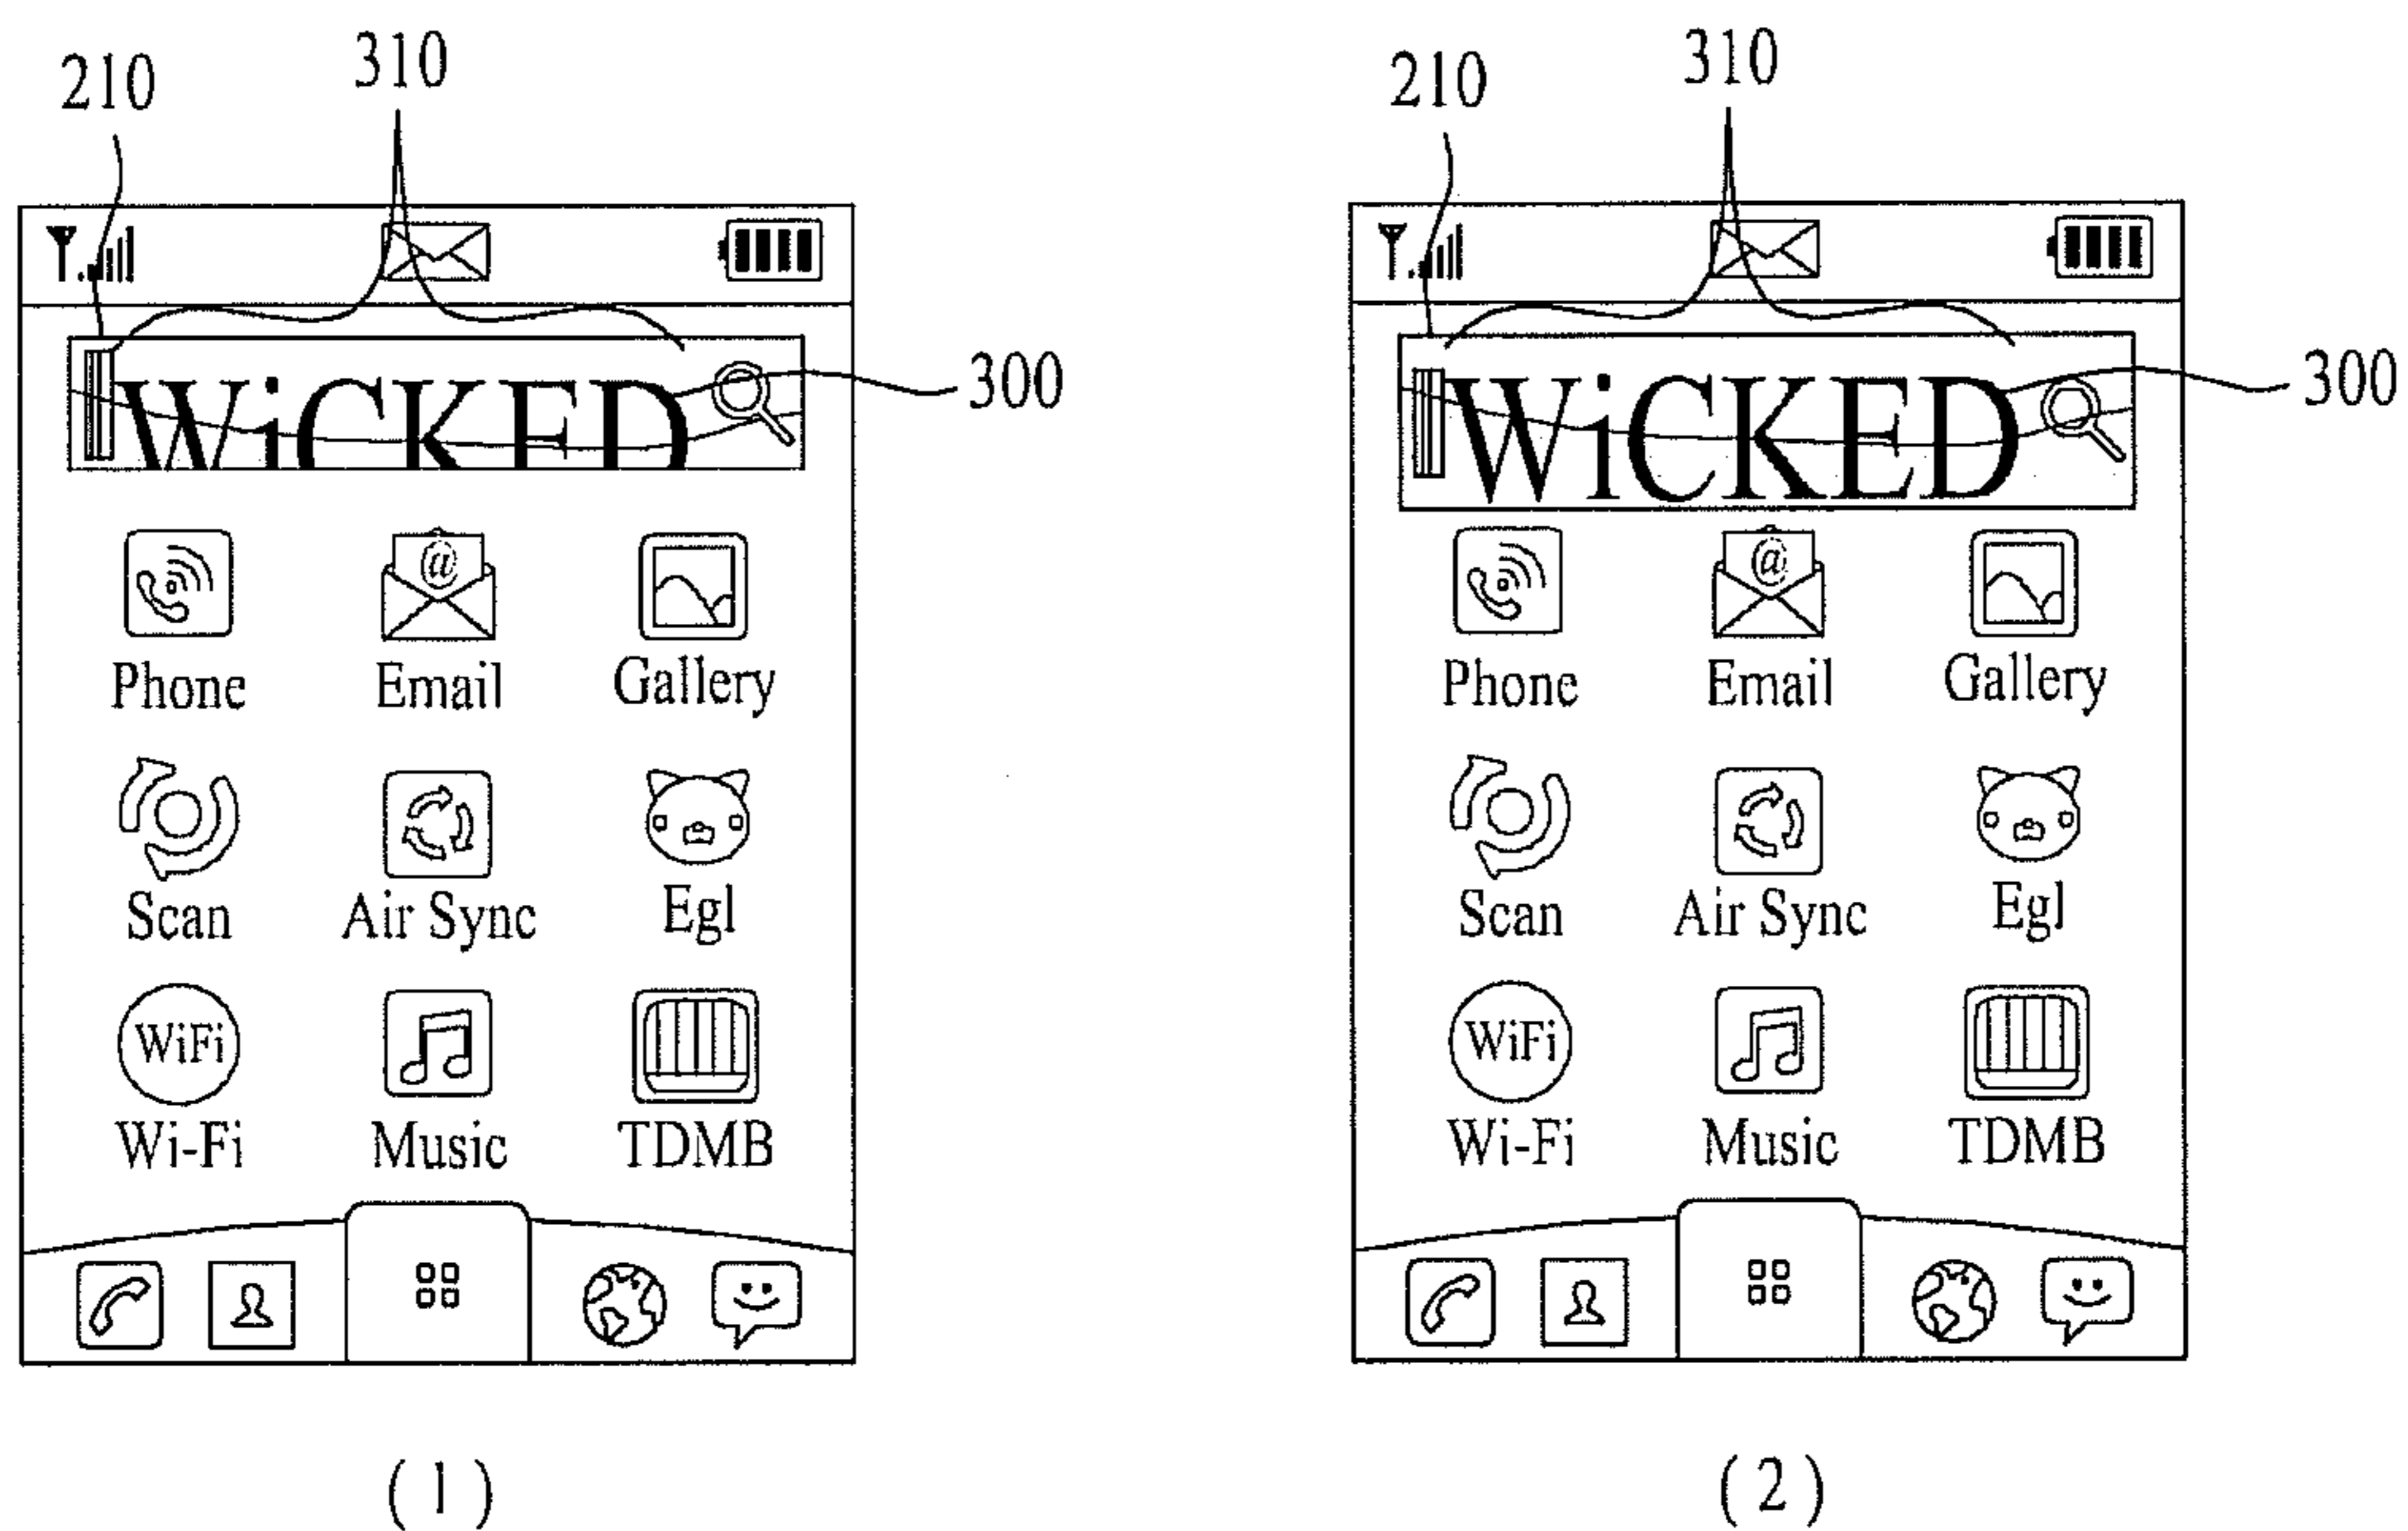 210 310
WiCKED 300
Phone Email Gallery
@
Scan Air Sync Egl
WiFi
Wi-Fi Music TDMB
( 1 )
210 310
WiCKED 300
@
Phone Email Gallery
Scan Air Sync Egl
WiFi
Wi-Fi Music TDMB
( 2 )